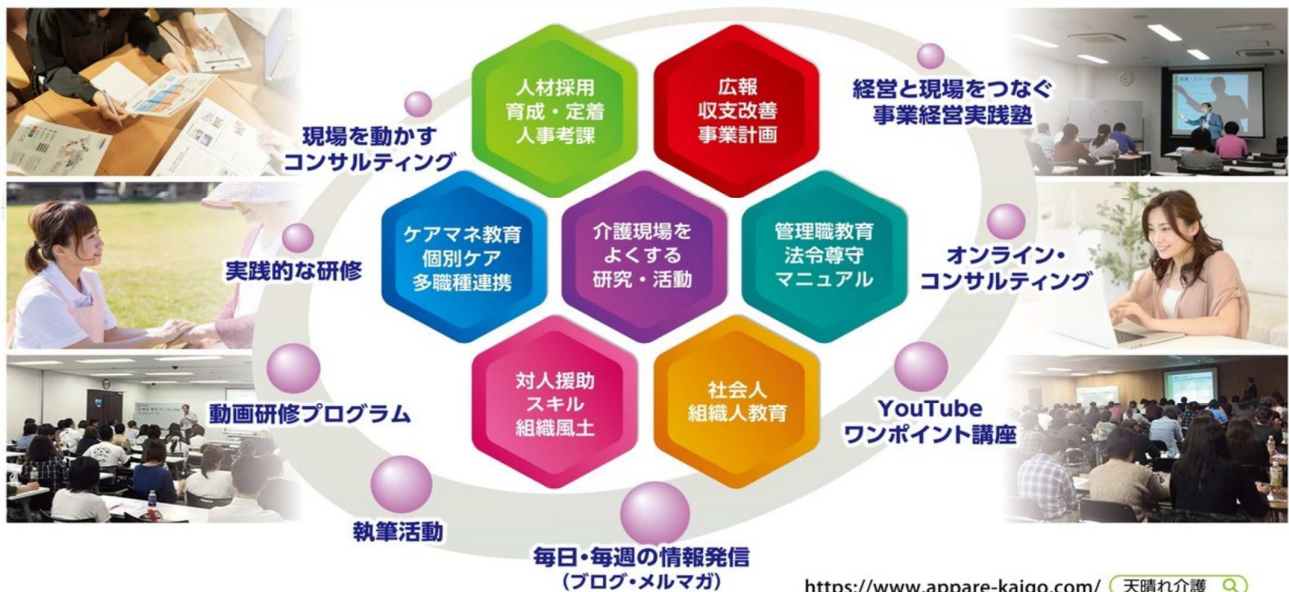 人材採用
育成・定着
人事考課
広報
収支改善
事業計画
ケアマネ教育
個別ケア
多職種連携
介護現場を
よくする
研究・活動
管理職教育
法令尊守
マニュアル
対人援助
スキル
組織風土
社会人
組織人教育
現場を動かす
コンサルティング
実践的な研修
動画研修プログラム
執筆活動
毎日・毎週の情報発信
(ブログ・メルマガ)
YouTube
ワンポイント講座
オンライン・
コンサルティング
経営と現場をつなぐ
事業経営実践塾
https://www.appare-kaigo.com/ 天晴れ介護